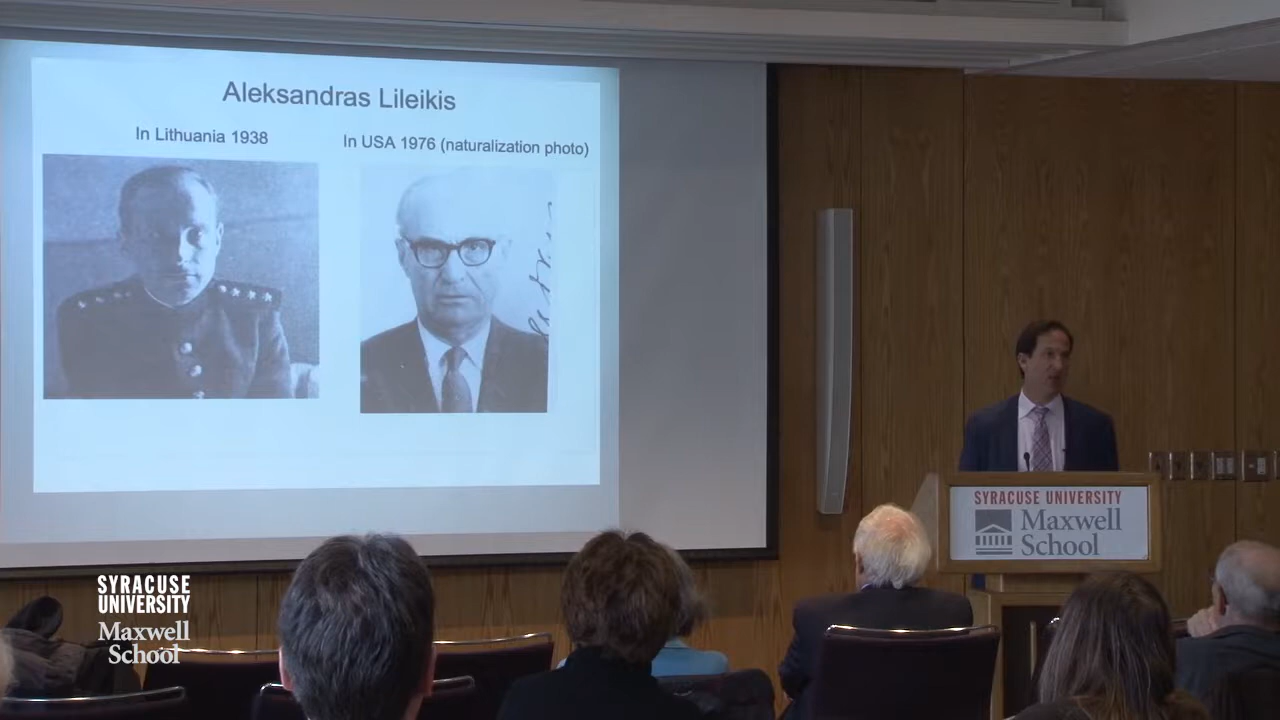 Aleksandras Lileikis
In Lithuania 1938
In USA 1976 (naturalization photo)
SYRACUSE UNIVERSITY
Maxwell
School
SYRACUSE
UNIVERSITY
Maxwell
School